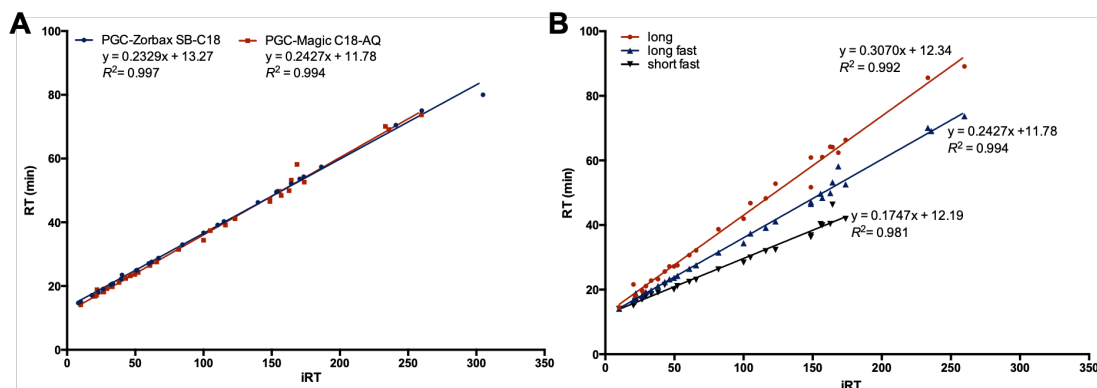 A
PGC-Zorbax SB-C18
y = 0.2329x + 13.27
R²= 0.997
PGC-Magic C18-AQ
y = 0.2427x + 11.78
R²= 0.994
RT (min)
100
80
60
40
20
0
0 50 100 150 200 250 300 350
iRT
B
long
long fast
short fast
y = 0.3070x + 12.34
R²= 0.992
y = 0.2427x +11.78
R²= 0.994
y = 0.1747x + 12.19
R²= 0.981
RT (min)
100
80
60
40
20
0
0 50 100 150 200 250 300 350
iRT